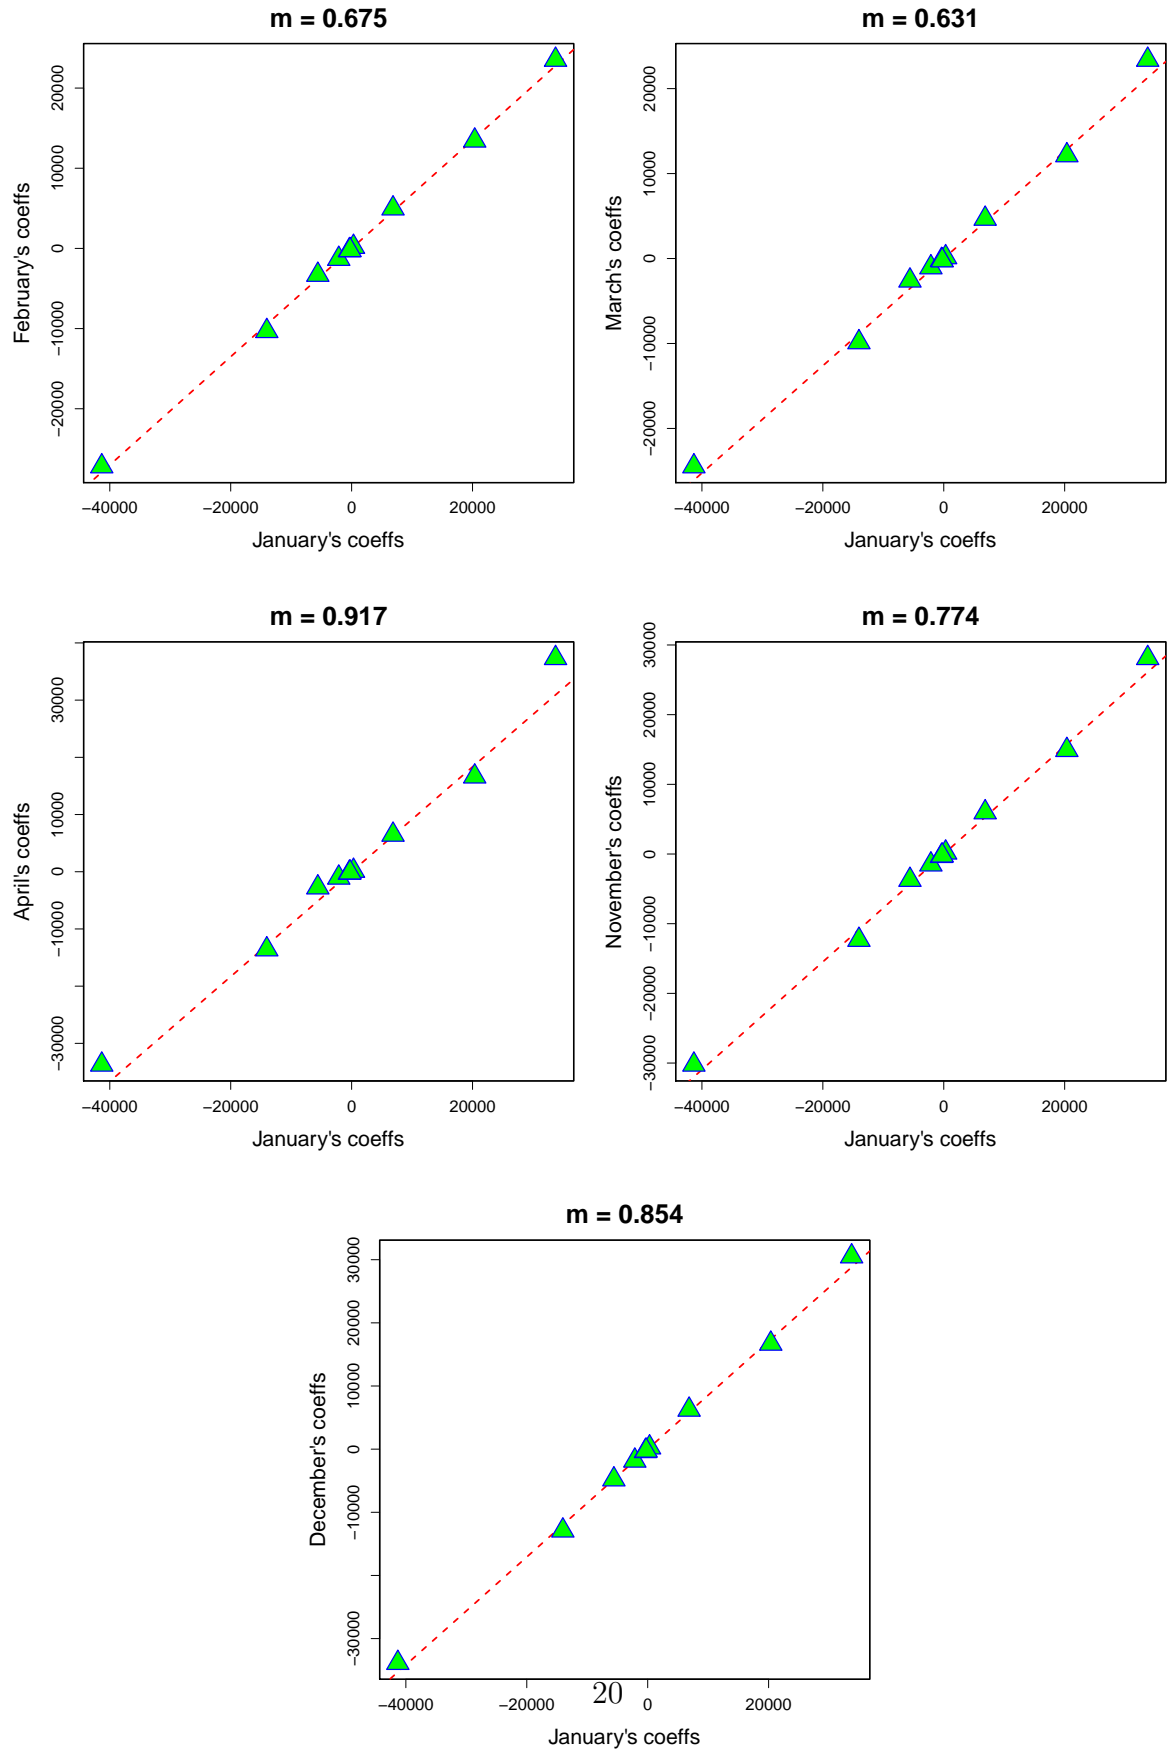 m = 0.675
20000
10000
0
−10000
−20000
February's coeffs
−40000 −20000 0 20000
January's coeffs
m = 0.631
20000
10000
0
−10000
−20000
March's coeffs
−40000 −20000 0 20000
January's coeffs
m = 0.917
30000
10000
0
−10000
−30000
April's coeffs
−40000 −20000 0 20000
January's coeffs
m = 0.774
30000
20000
10000
0
−10000
−20000
−30000
November's coeffs
−40000 −20000 0 20000
January's coeffs
m = 0.854
30000
20000
10000
0
−10000
−30000
December's coeffs
−40000 −20000 0 20000
20
January's coeffs